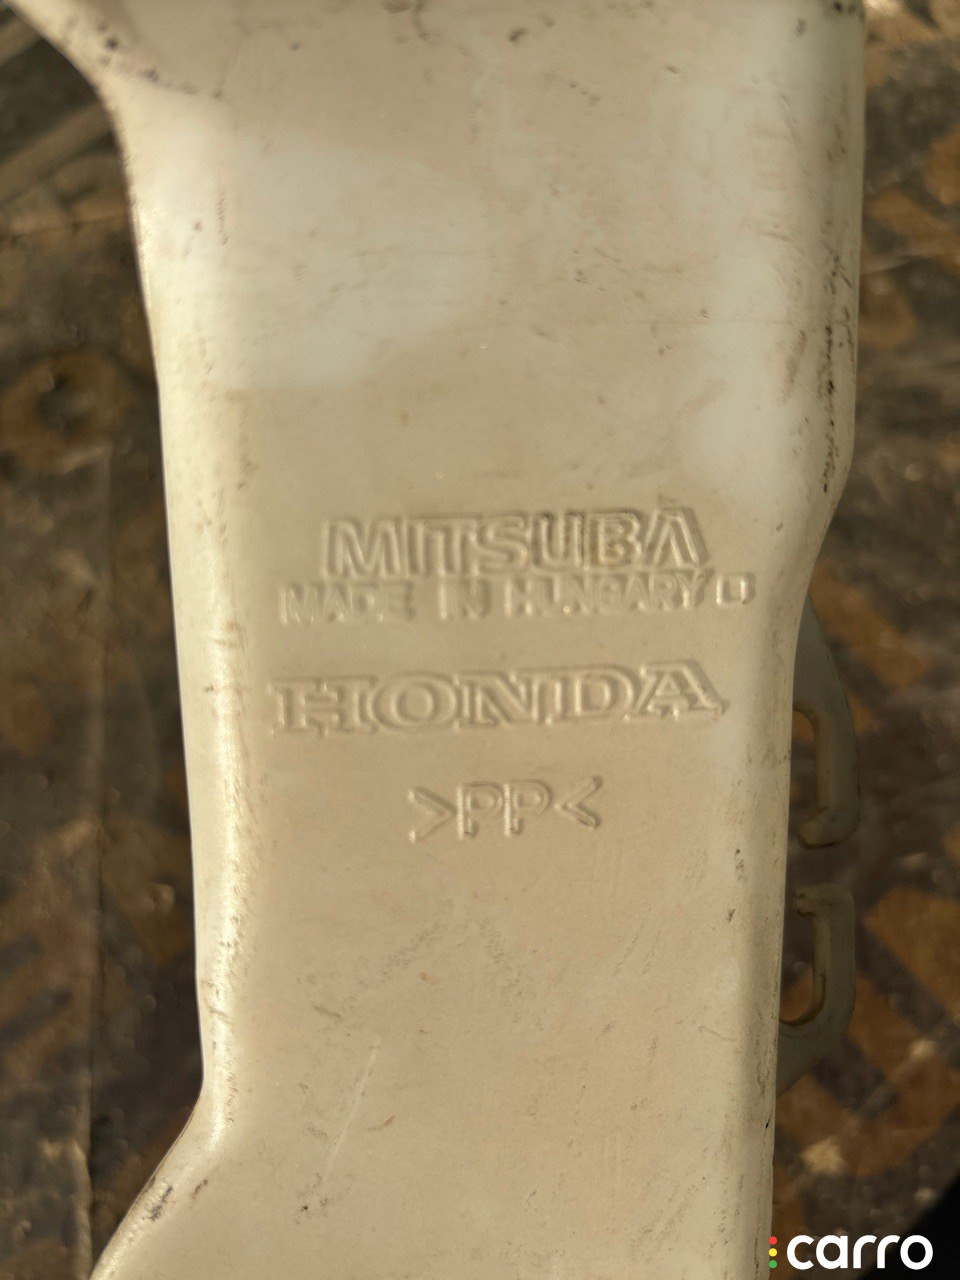 MITSUBA
MADE IN HUNGARY
HONDA
>PP<
carro